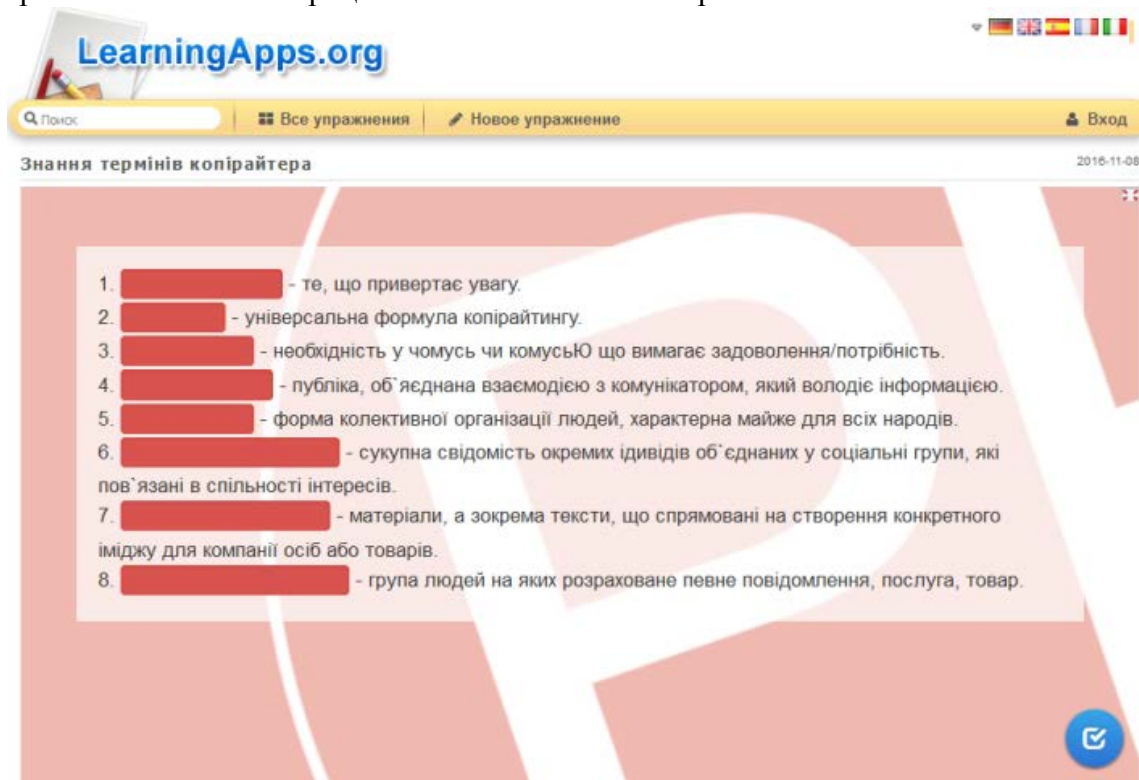 LearningApps.org
Поиск
Все упражнения
Новое упражнение
Вход
Знання термінів копірайтера
2016-11-08
1. - те, що привертає увагу.
2. - універсальна формула копірайтингу.
3. - необхідність у чомусь чи комусьЮ що вимагає задоволення/потрібність.
4. - публіка, об`яєднана взаємодією з комунікатором, який володіє інформацією.
5. - форма колективної організації людей, характерна майже для всіх народів.
6. - сукупна свідомість окремих ідивідів об`єднаних у соціальні групи, які
пов`язані в спільності інтересів.
7. - матеріали, а зокрема тексти, що спрямовані на створення конкретного
іміджу для компанії осіб або товарів.
8. - група людей на яких розраховане певне повідомлення, послуга, товар.